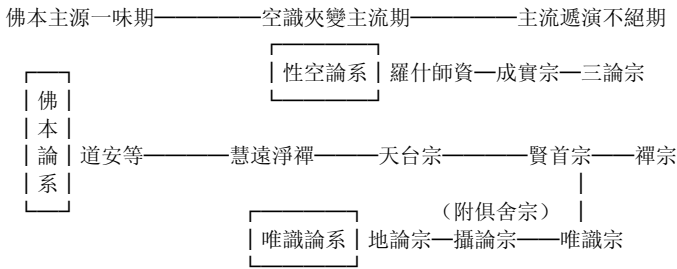 佛本主源一味期─────空識夾變主流期─────主流遞演不絕期
性空論系 羅什師資─成實宗─三論宗
佛本論系 道安等────慧遠淨禪───天台宗────賢首宗──禪宗
(附俱舍宗)
唯識論系 地論宗─攝論宗──唯識宗